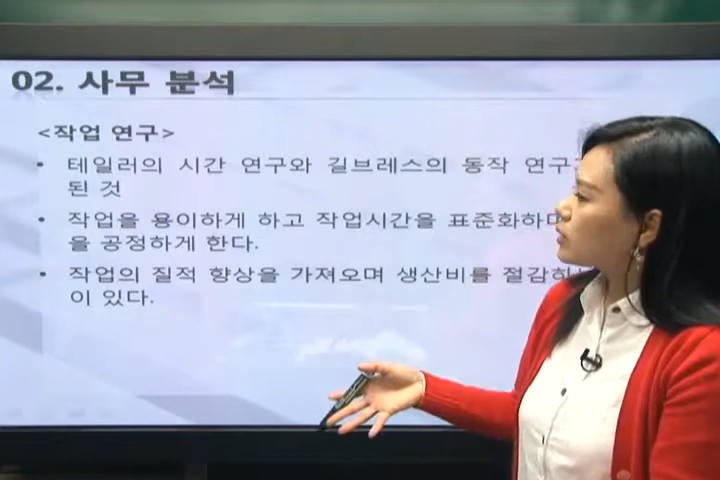 02. 사무 분석
<작업 연구>
• 테일러의 시간 연구와 길브레스의 동작 연구
된 것
• 작업을 용이하게 하고 작업시간을 표준화하며
을 공정하게 한다.
• 작업의 질적 향상을 가져오며 생산비를 절감하
이 있다.